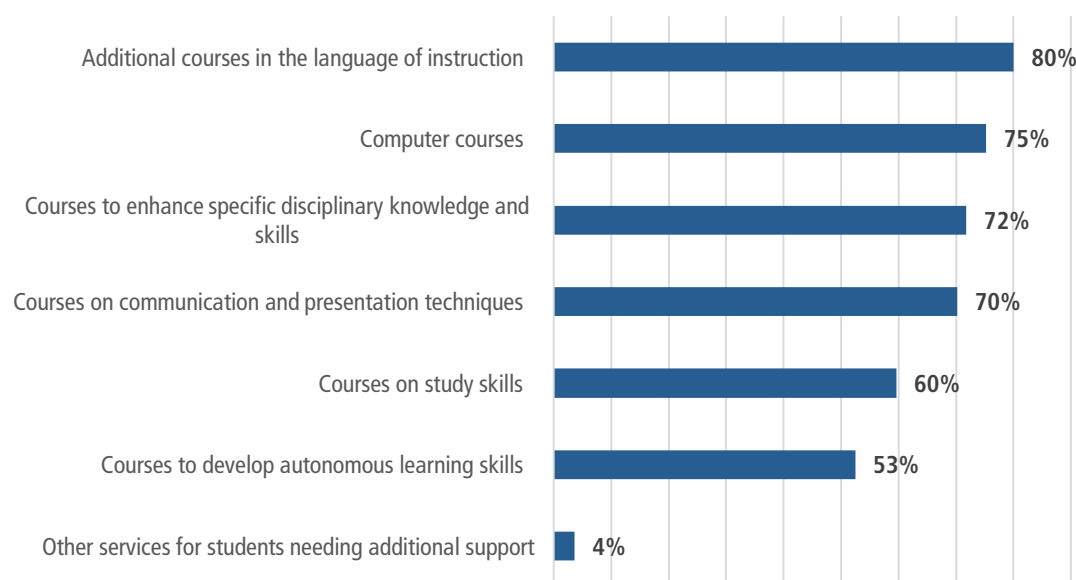 Additional courses in the language of instruction 80%
Computer courses 75%
Courses to enhance specific disciplinary knowledge and
skills 72%
Courses on communication and presentation techniques 70%
Courses on study skills 60%
Courses to develop autonomous learning skills 53%
Other services for students needing additional support 4%